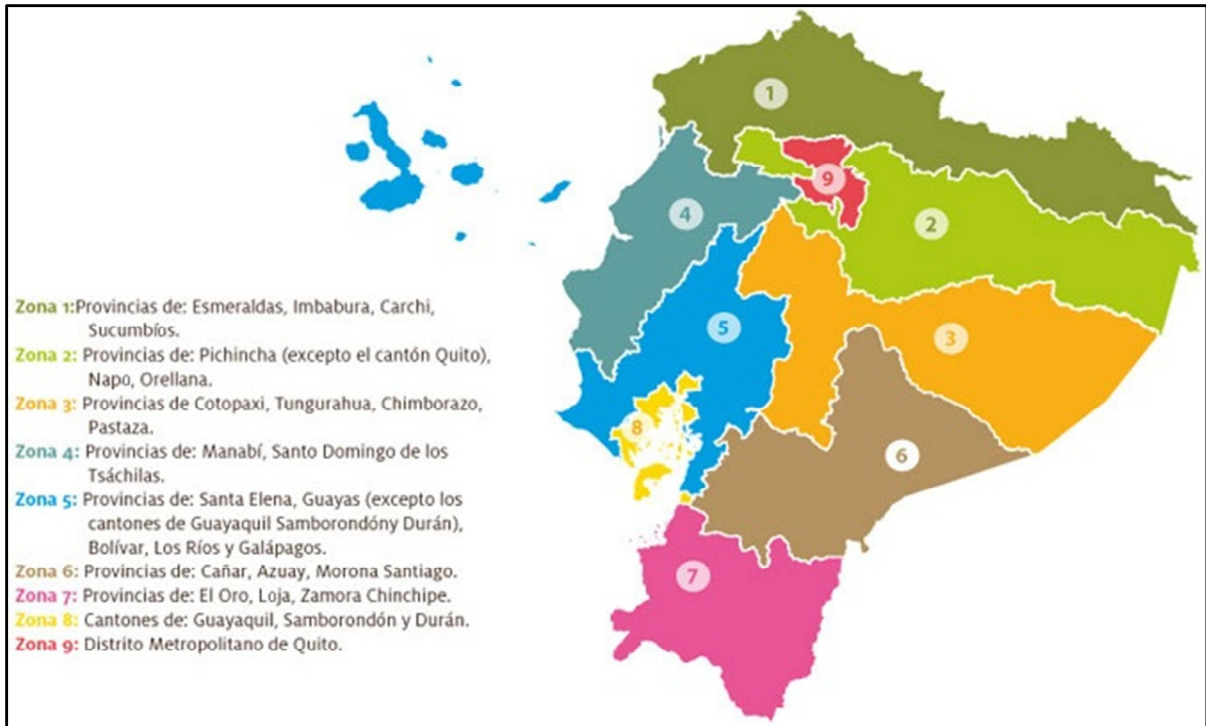 1
9
4
2
5
3
8
6
7
Zona 1:Provincias de: Esmeraldas, Imbabura, Carchi,
Sucumbíos.
Zona 2: Provincias de: Pichincha (excepto el cantón Quito),
Napo, Orellana.
Zona 3: Provincias de Cotopaxi, Tungurahua, Chimborazo,
Pastaza.
Zona 4: Provincias de: Manabí, Santo Domingo de los
Tsáchilas.
Zona 5: Provincias de: Santa Elena, Guayas (excepto los
cantones de Guayaquil Samborondóny Durán),
Bolívar, Los Ríos y Galápagos.
Zona 6: Provincias de: Cañar, Azuay, Morona Santiago.
Zona 7: Provincias de: El Oro, Loja, Zamora Chinchipe.
Zona 8: Cantones de: Guayaquil, Samborondón y Durán.
Zona 9: Distrito Metropolitano de Quito.